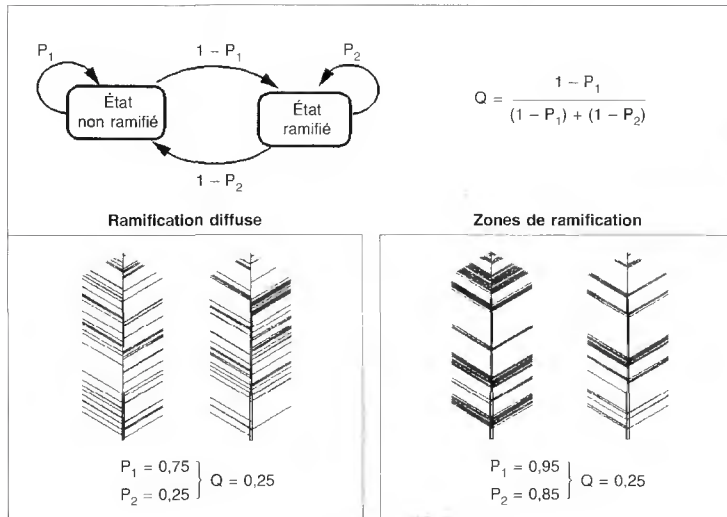 P₁
1 – P₁
P₂
État
non ramifié
État
ramifié
1 – P₂
Q = 1 – P₁ / (1 – P₁) + (1 – P₂)
Ramification diffuse
Zones de ramification
P₁ = 0,75
P₂ = 0,25
Q = 0,25
P₁ = 0,95
P₂ = 0,85
Q = 0,25